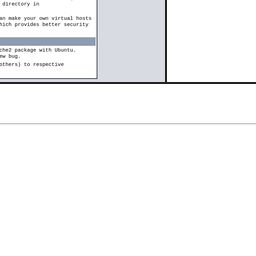 directory in
an make your own virtual hosts
hich provides better security
che2 package with Ubuntu.
ew bug.
others) to respective